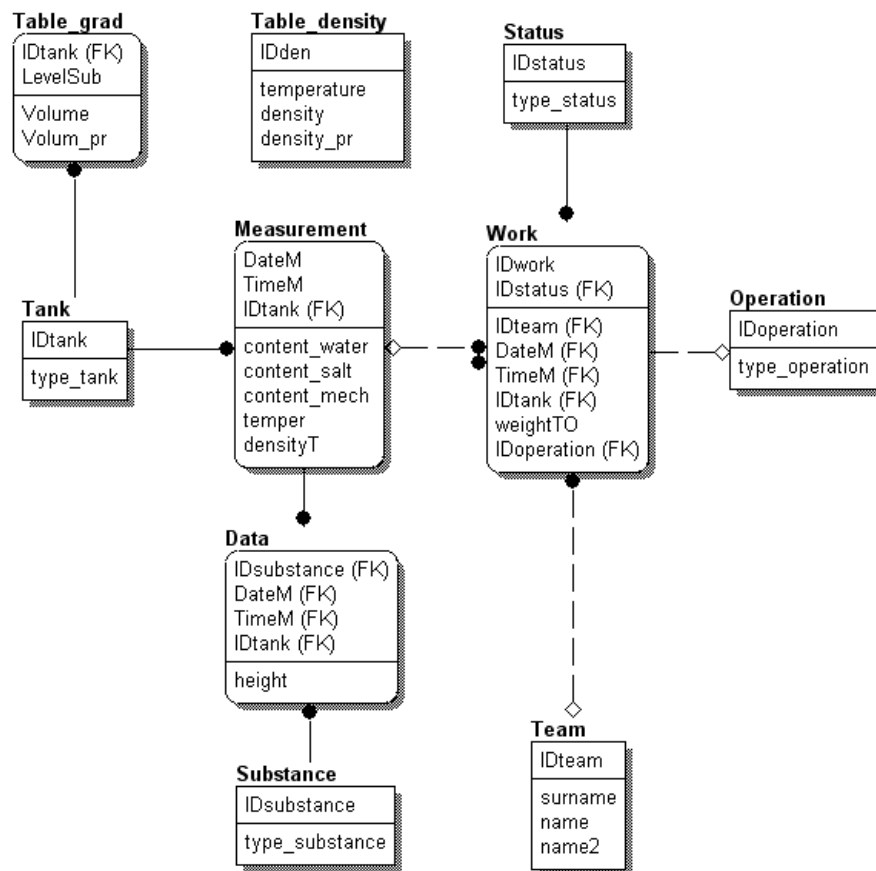 Table_grad
IDtank (FK)
LevelSub
Volume
Volum_pr
Table_density
IDden
temperature
density
density_pr
Status
IDstatus
type_status
Tank
IDtank
type_tank
Measurement
DateM
TimeM
IDtank (FK)
content_water
content_salt
content_mech
temper
densityT
Work
IDwork
IDstatus (FK)
IDteam (FK)
DateM (FK)
TimeM (FK)
IDtank (FK)
weightTO
IDoperation (FK)
Operation
IDoperation
type_operation
Data
IDsubstance (FK)
DateM (FK)
TimeM (FK)
IDtank (FK)
height
Substance
IDsubstance
type_substance
Team
IDteam
surname
name
name2